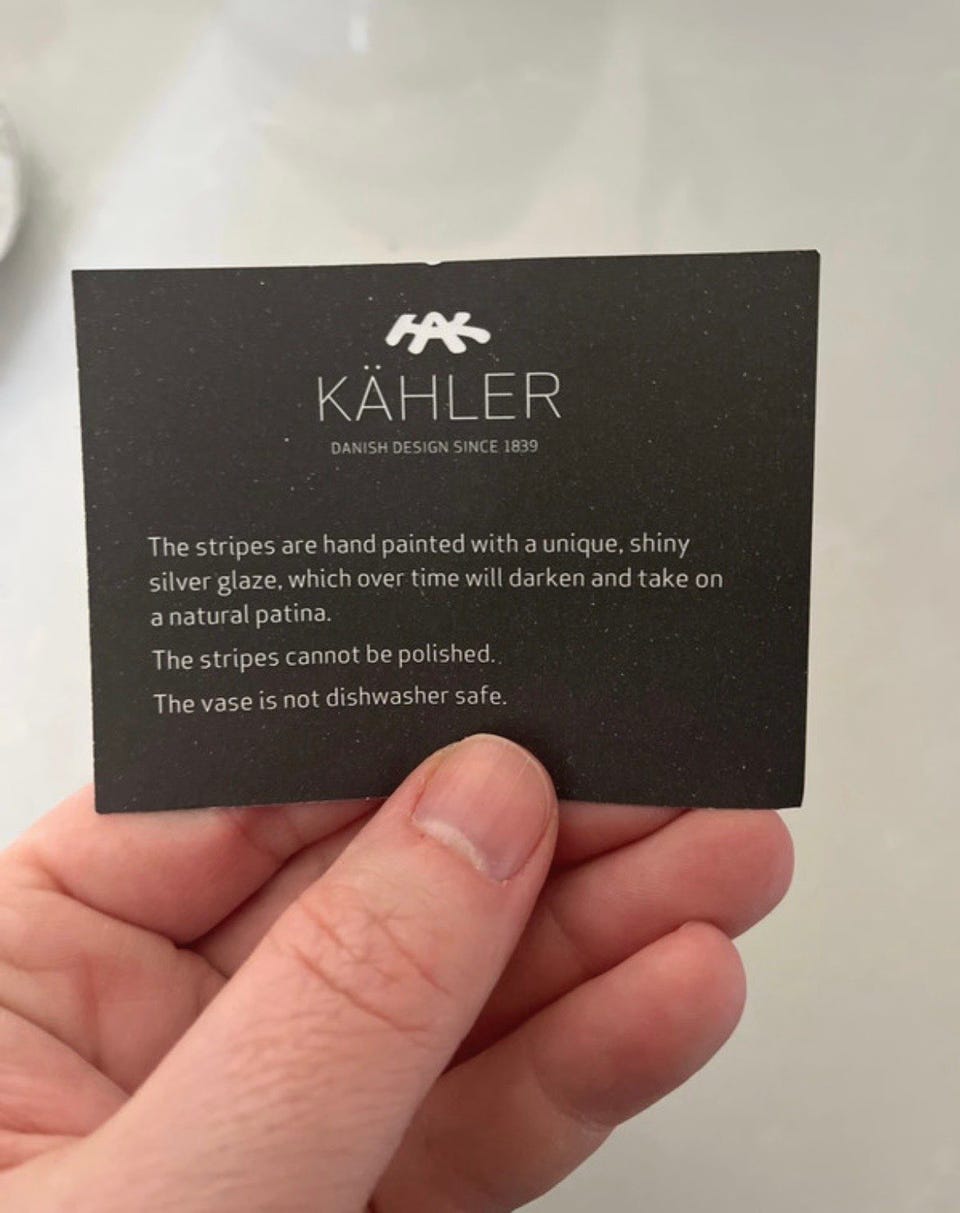 HAK
KÄHLER
DANISH DESIGN SINCE 1839
The stripes are hand painted with a unique, shiny
silver glaze, which over time will darken and take on
a natural patina.
The stripes cannot be polished.
The vase is not dishwasher safe.